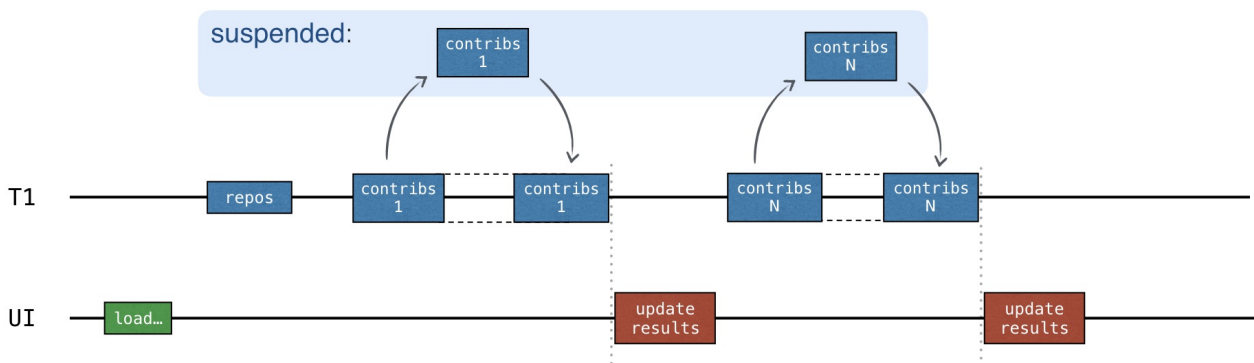 suspended:
contribs
1
contribs
N
T1
repos
contribs
1
contribs
1
contribs
N
contribs
N
UI
load…
update
results
update
results